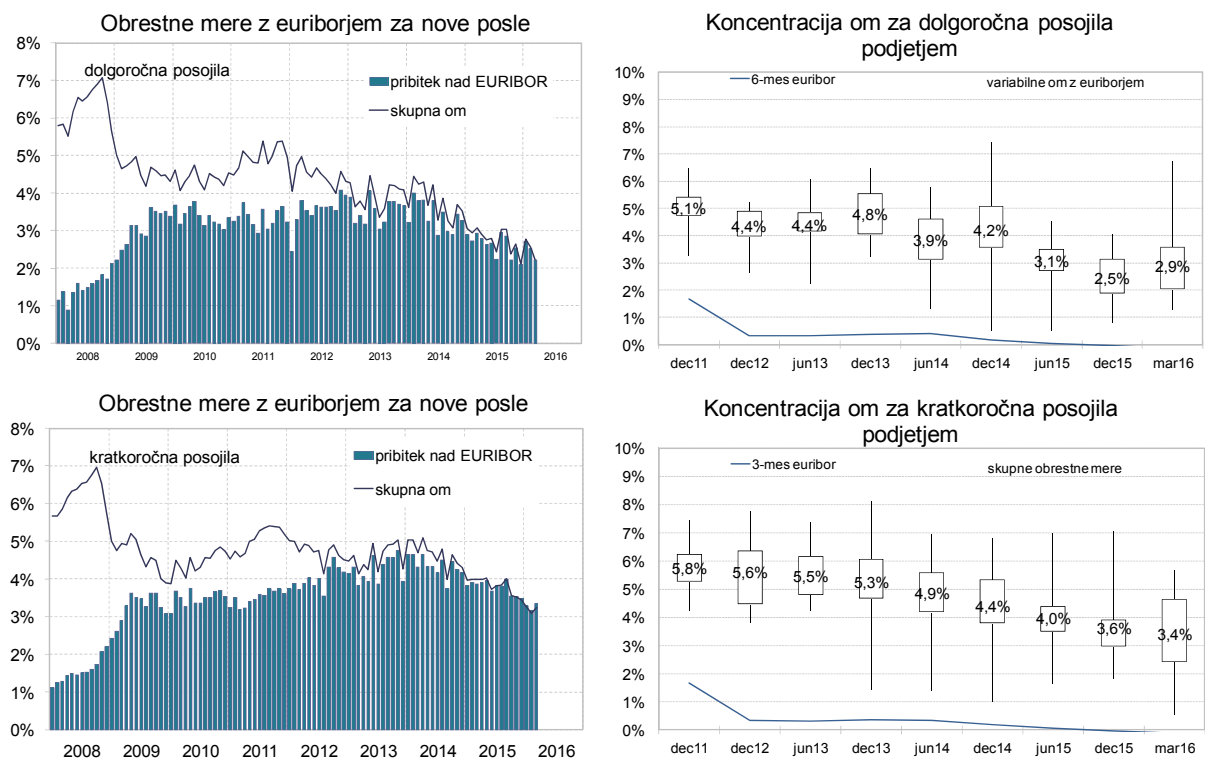 Obrestne mere z euriborjem za nove posle
8%
7%
6%
5%
4%
3%
2%
1%
0%
dolgoročna posojila
pribitek nad EURIBOR
skupna om
2008 2009 2010 2011 2012 2013 2014 2015 2016
Koncentracija om za dolgoročna posojila
podjetjem
10%
9%
8%
7%
6%
5%
4%
3%
2%
1%
0%
6-mes euribor
variabilne om z euriborjem
5,1%
4,4%
4,4%
4,8%
3,9%
4,2%
3,1%
2,5%
2,9%
dec11 dec12 jun13 dec13 jun14 dec14 jun15 dec15 mar16
Obrestne mere z euriborjem za nove posle
8%
7%
6%
5%
4%
3%
2%
1%
0%
kratkoročna posojila
pribitek nad EURIBOR
skupna om
2008 2009 2010 2011 2012 2013 2014 2015 2016
Koncentracija om za kratkoročna posojila
podjetjem
10%
9%
8%
7%
6%
5%
4%
3%
2%
1%
0%
3-mes euribor
skupne obrestne mere
5,8%
5,6%
5,5%
5,3%
4,9%
4,4%
4,0%
3,6%
3,4%
dec11 dec12 jun13 dec13 jun14 dec14 jun15 dec15 mar16